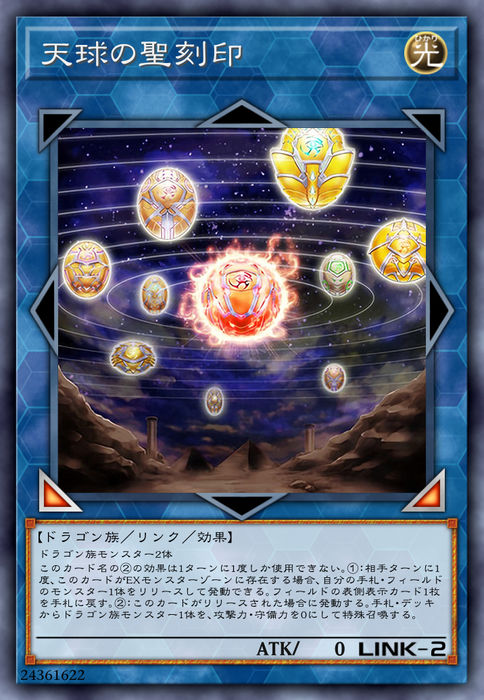 天球の聖刻印
ひかり
光
【ドラゴン族／リンク／効果】
ドラゴン族モンスター2体
このカード名の②の効果は1ターンに1度しか使用できない。①：相手ターンに1
度、このカードがEXモンスターゾーンに存在する場合、自分の手札・フィールド
のモンスター1体をリリースして発動できる。フィールドの表側表示カード1枚
を手札に戻す。②：このカードがリリースされた場合に発動する。手札・デッキ
からドラゴン族モンスター1体を、攻撃力・守備力を0にして特殊召喚する。
ATK/ 0 LINK-2
24361622